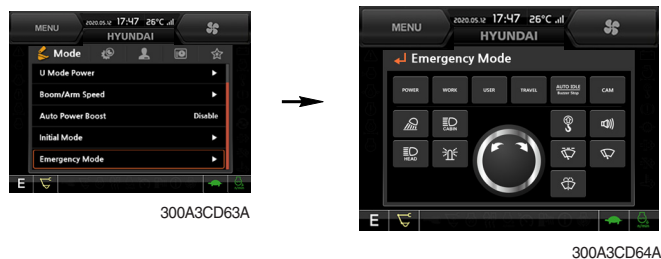 MENU
2020.05.12 17:47 26°C .ıll
HYUNDAI
Mode
U Mode Power
Boom/Arm Speed
Auto Power Boost Disable
Initial Mode
Emergency Mode
E
300A3CD63A
MENU
2020.05.12 17:47 26°C .ıll
HYUNDAI
Emergency Mode
POWER WORK USER TRAVEL AUTO IDLE CAM
Buzzer Stop
CABIN
HEAD
E
300A3CD64A